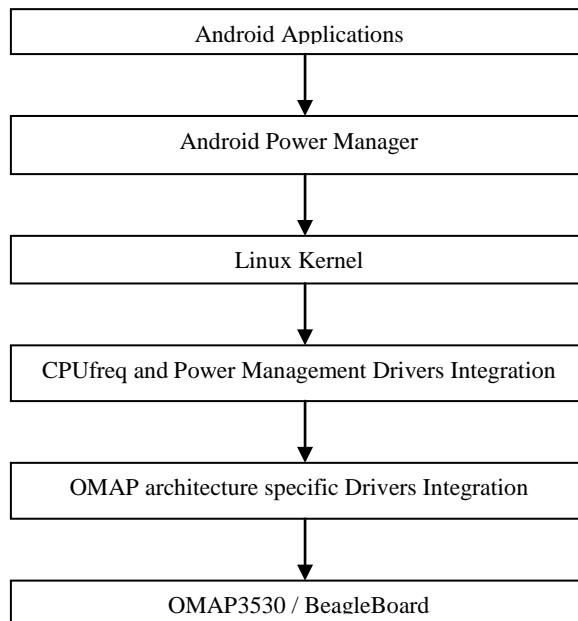 Android Applications
Android Power Manager
Linux Kernel
CPUfreq and Power Management Drivers Integration
OMAP architecture specific Drivers Integration
OMAP3530 / BeagleBoard